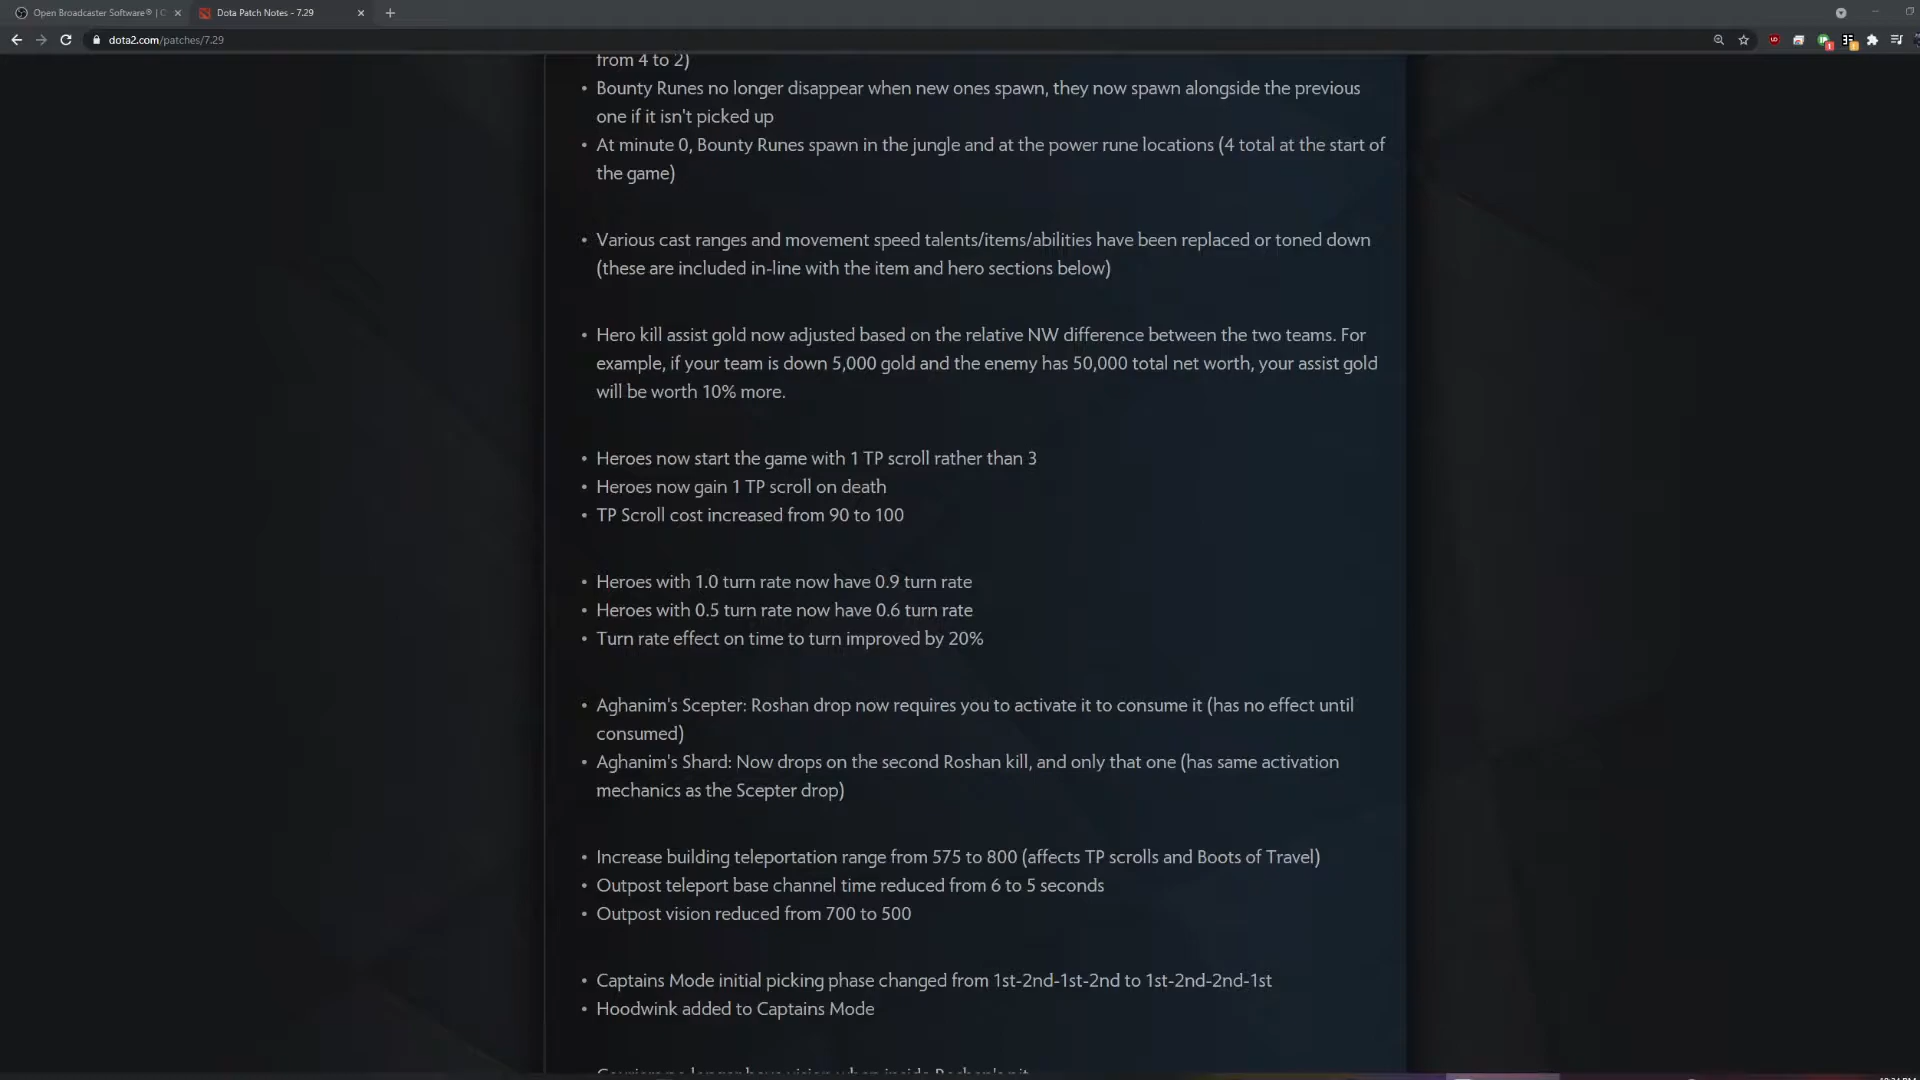 Open Broadcaster Software® | C
Dota Patch Notes - 7.29
dota2.com/patches/7.29
from 4 to 2)
• Bounty Runes no longer disappear when new ones spawn, they now spawn alongside the previous
one if it isn't picked up
• At minute 0, Bounty Runes spawn in the jungle and at the power rune locations (4 total at the start of
the game)
• Various cast ranges and movement speed talents/items/abilities have been replaced or toned down
(these are included in-line with the item and hero sections below)
• Hero kill assist gold now adjusted based on the relative NW difference between the two teams. For
example, if your team is down 5,000 gold and the enemy has 50,000 total net worth, your assist gold
will be worth 10% more.
• Heroes now start the game with 1 TP scroll rather than 3
• Heroes now gain 1 TP scroll on death
• TP Scroll cost increased from 90 to 100
• Heroes with 1.0 turn rate now have 0.9 turn rate
• Heroes with 0.5 turn rate now have 0.6 turn rate
• Turn rate effect on time to turn improved by 20%
• Aghanim's Scepter: Roshan drop now requires you to activate it to consume it (has no effect until
consumed)
• Aghanim's Shard: Now drops on the second Roshan kill, and only that one (has same activation
mechanics as the Scepter drop)
• Increase building teleportation range from 575 to 800 (affects TP scrolls and Boots of Travel)
• Outpost teleport base channel time reduced from 6 to 5 seconds
• Outpost vision reduced from 700 to 500
• Captains Mode initial picking phase changed from 1st-2nd-1st-2nd to 1st-2nd-2nd-1st
• Hoodwink added to Captains Mode